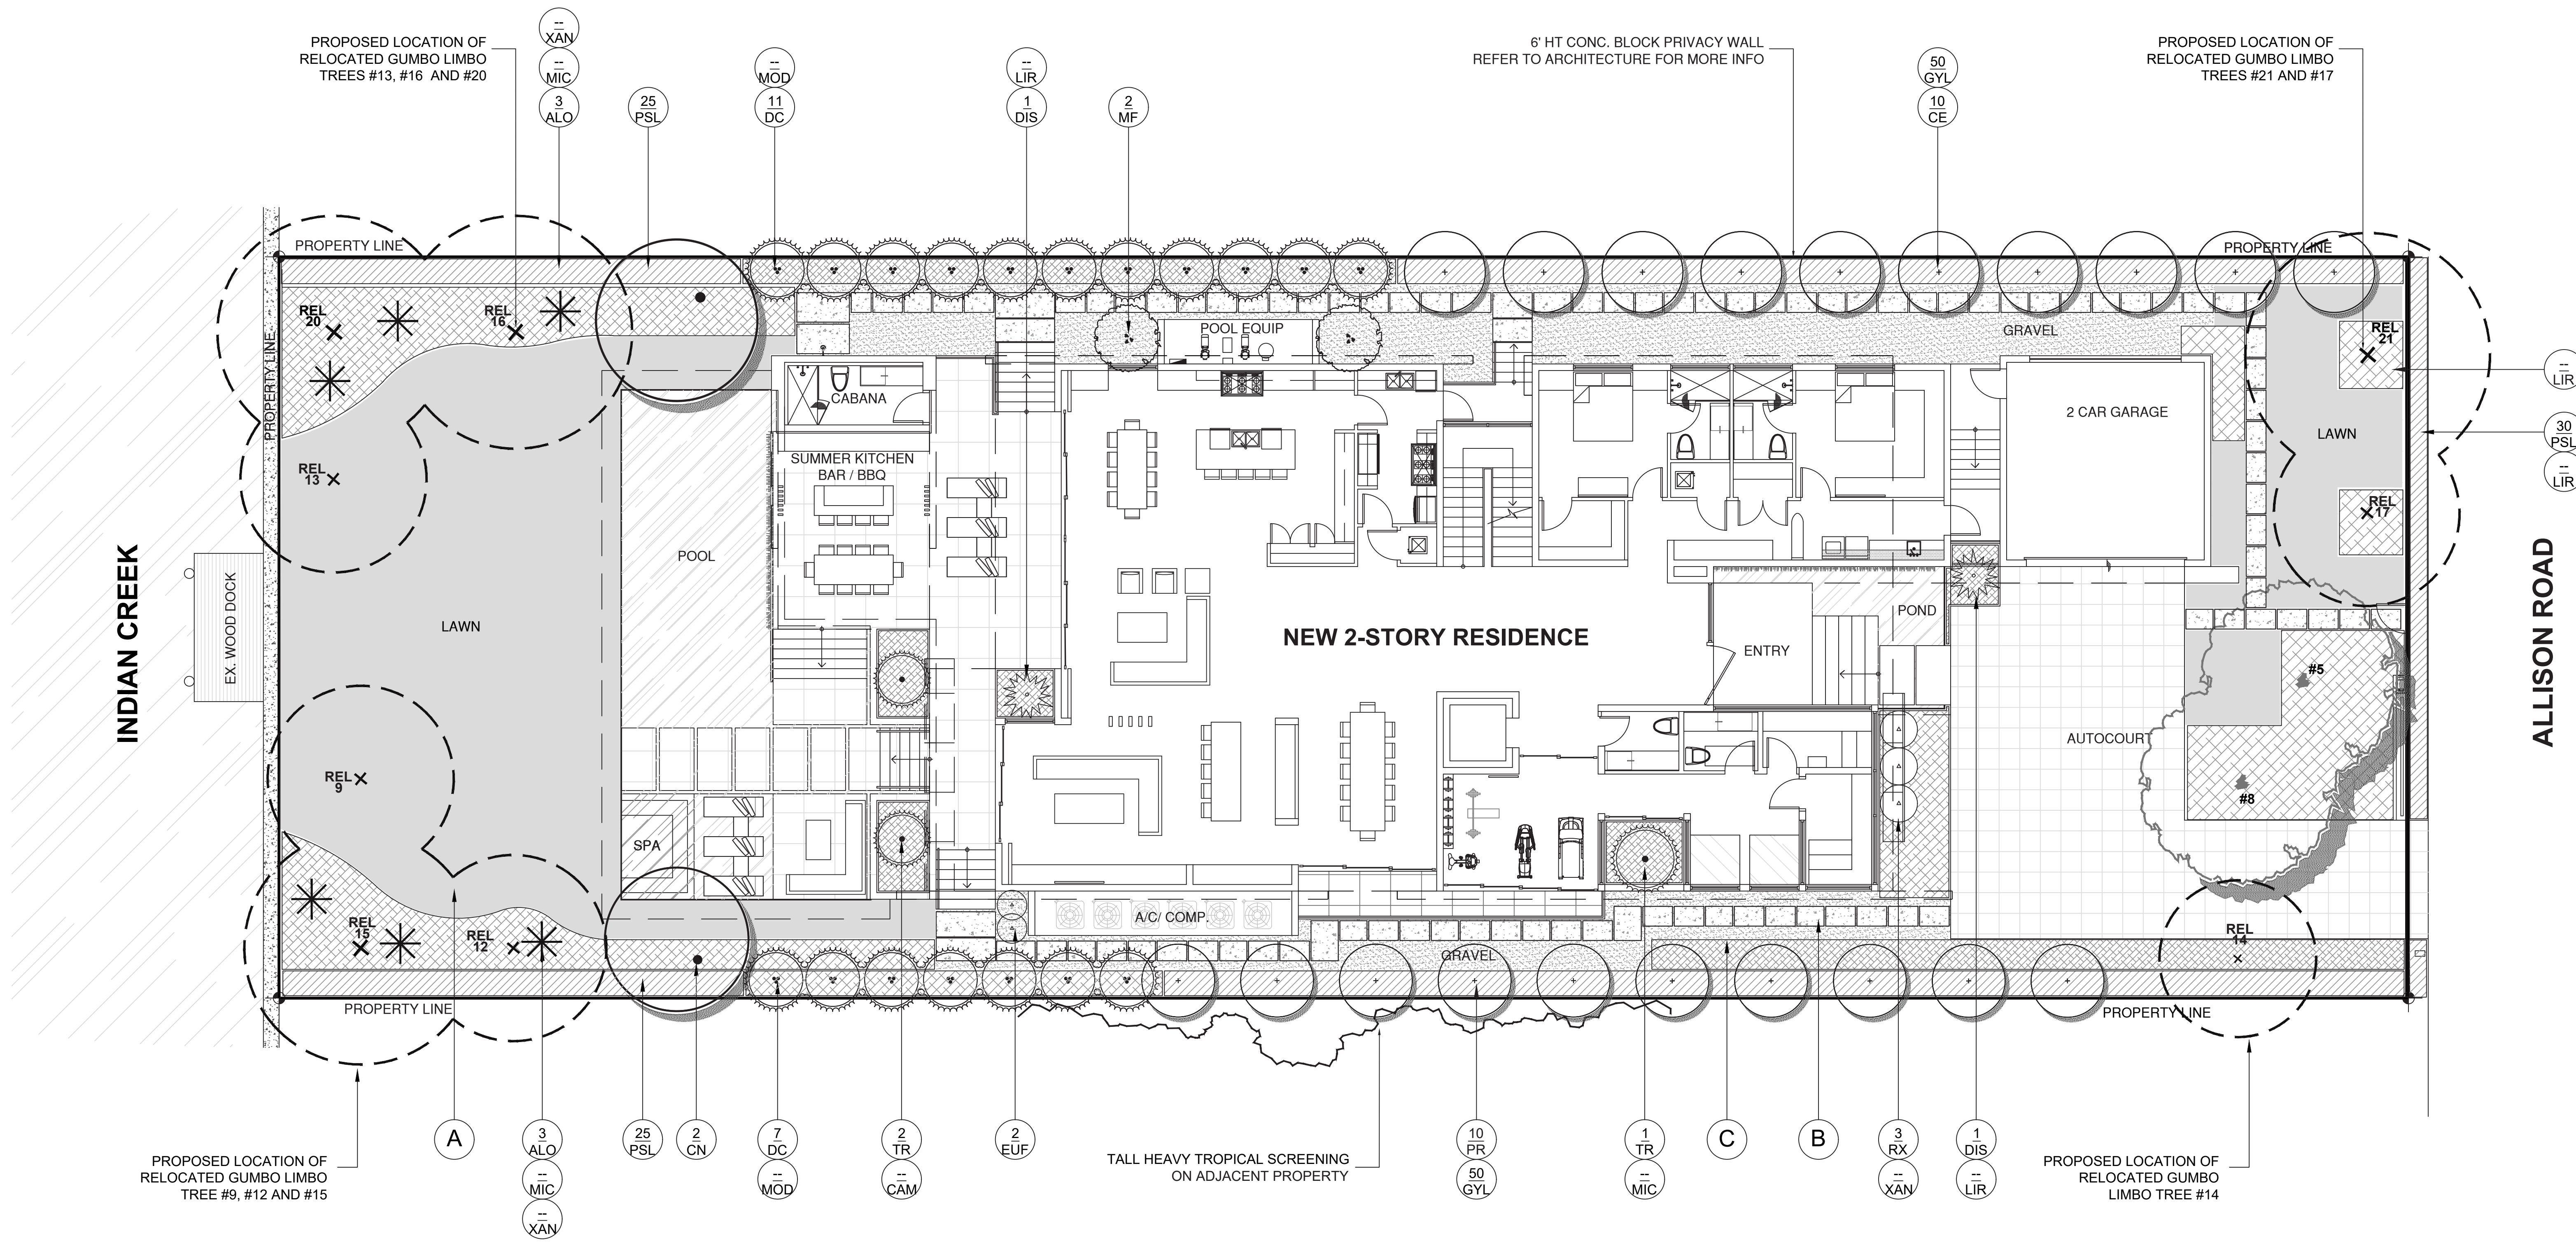 PROPOSED LOCATION OF
RELOCATED GUMBO LIMBO
TREES #13, #16 AND #20
--
XAN
--
MIC
3
ALO
25
PSL
--
MOD
11
DC
--
LIR
1
DIS
2
MF
6' HT CONC. BLOCK PRIVACY WALL
REFER TO ARCHITECTURE FOR MORE INFO
50
GYL
10
CE
PROPOSED LOCATION OF
RELOCATED GUMBO LIMBO
TREES #21 AND #17
PROPERTY LINE
PROPERTY LINE
PROPERTY LINE
REL
20
REL
16
REL
13
POOL EQUIP
GRAVEL
REL
21
--
LIR
CABANA
2 CAR GARAGE
LAWN
30
PSL
--
LIR
SUMMER KITCHEN
BAR / BBQ
REL
17
POOL
INDIAN CREEK
EX. WOOD DOCK
LAWN
NEW 2-STORY RESIDENCE
POND
ENTRY
ALLISON ROAD
#5
AUTOCOURT
REL
9
#8
SPA
REL
15
REL
12
A/C/ COMP.
GRAVEL
REL
14
PROPERTY LINE
PROPERTY LINE
A
3
ALO
--
MIC
--
XAN
25
PSL
2
CN
7
DC
--
MOD
2
TR
--
CAM
2
EUF
10
PR
50
GYL
1
TR
--
MIC
C
B
3
RX
--
XAN
1
DIS
--
LIR
PROPOSED LOCATION OF
RELOCATED GUMBO LIMBO
TREE #9, #12 AND #15
TALL HEAVY TROPICAL SCREENING
ON ADJACENT PROPERTY
PROPOSED LOCATION OF
RELOCATED GUMBO
LIMBO TREE #14